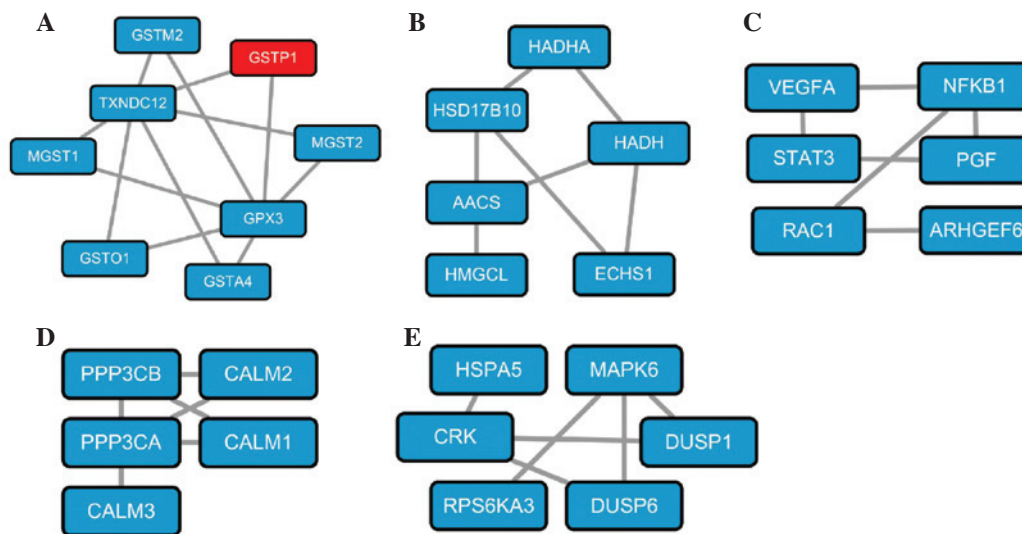 A
GSTM2
GSTP1
TXNDC12
MGST2
MGST1
GPX3
GSTO1
GSTA4
B
HADHA
HSD17B10
HADH
AACS
HMGCL
ECHS1
C
VEGFA
NFKB1
STAT3
PGF
RAC1
ARHGEF6
D
PPP3CB
CALM2
PPP3CA
CALM1
CALM3
E
HSPA5
MAPK6
CRK
DUSP1
RPS6KA3
DUSP6